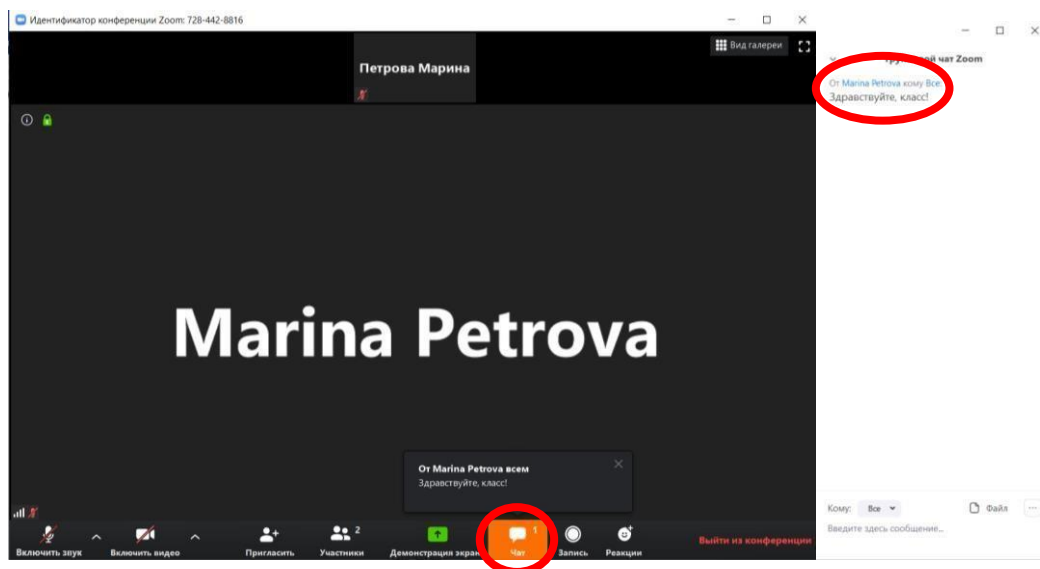 Идентификатор конференции Zoom: 728-442-8816
Вид галереи
Петрова Марина
чат Zoom
От Marina Petrova кому Все
Здравствуйте, класс!
Marina Petrova
От Marina Petrova всем
Здравствуйте, класс!
Кому: Все
Файл
Введите здесь сообщение...
Включить звук
Включить видео
Пригласить
Участники 2
Демонстрация экран
Чат 1
Запись
Реакции
Выйти из конференции